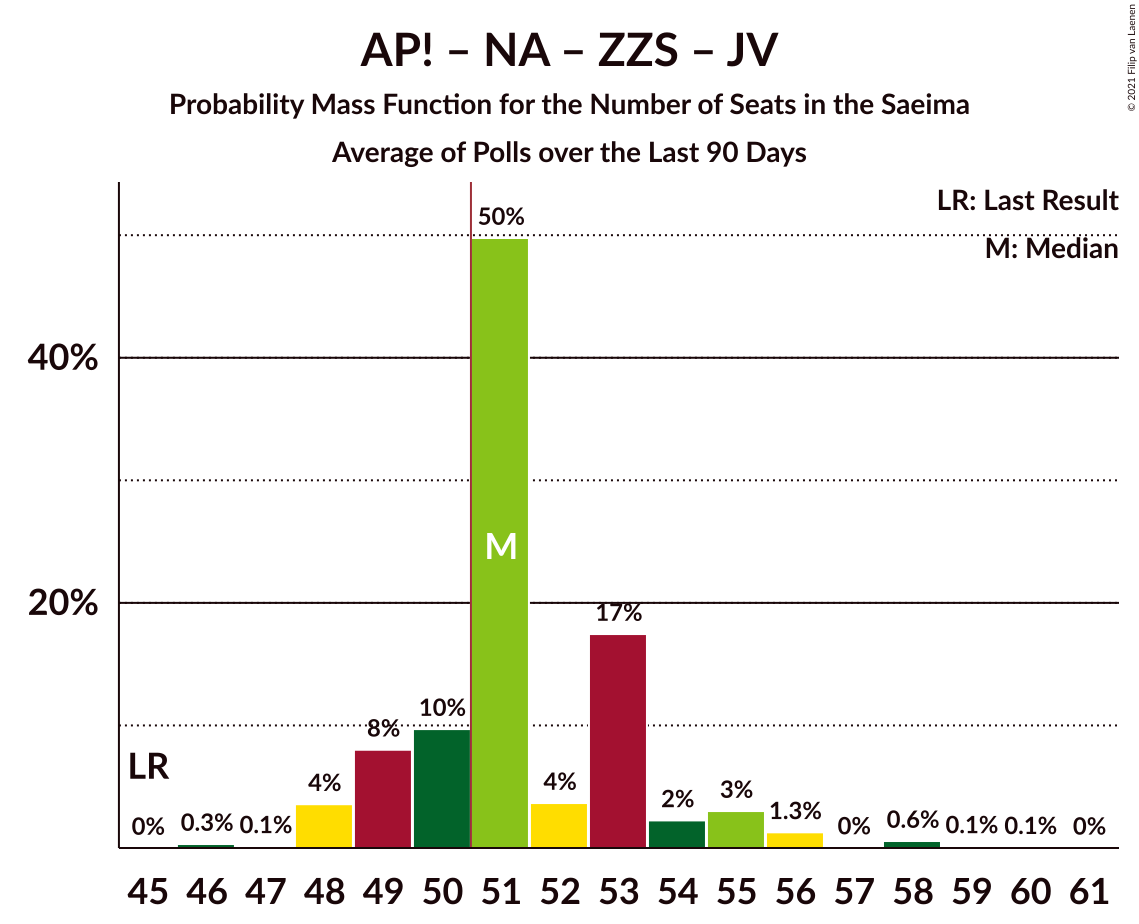 AP! – NA – ZZS – JV
Probability Mass Function for the Number of Seats in the Saeima
Average of Polls over the Last 90 Days
© 2021 Filip van Laenen
LR: Last Result
M: Median
40%
20%
LR
M
0%
0.3%
0.1%
4%
8%
10%
50%
4%
17%
2%
3%
1.3%
0%
0.6%
0.1%
0.1%
0%
45 46 47 48 49 50 51 52 53 54 55 56 57 58 59 60 61